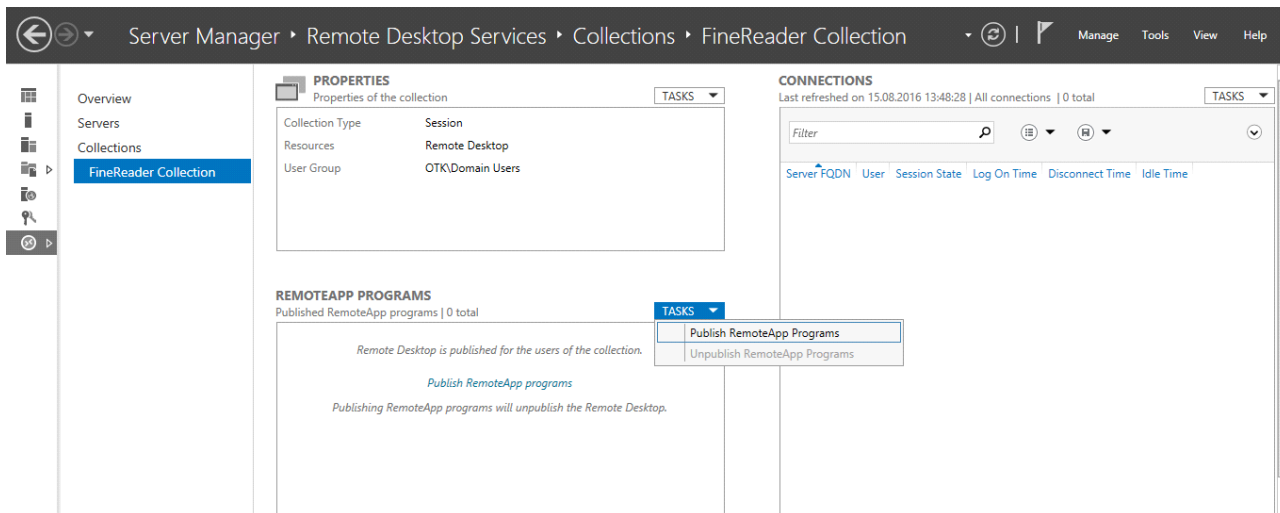 Server Manager ‣ Remote Desktop Services ‣ Collections ‣ FineReader Collection
Manage Tools View Help
Overview
Servers
Collections
FineReader Collection
PROPERTIES
Properties of the collection
TASKS
Collection Type Session
Resources Remote Desktop
User Group OTK\Domain Users
REMOTEAPP PROGRAMS
Published RemoteApp programs | 0 total
TASKS
Publish RemoteApp Programs
Unpublish RemoteApp Programs
Remote Desktop is published for the users of the collection.
Publish RemoteApp programs
Publishing RemoteApp programs will unpublish the Remote Desktop.
CONNECTIONS
Last refreshed on 15.08.2016 13:48:28 | All connections | 0 total
TASKS
Filter
Server FQDN User Session State Log On Time Disconnect Time Idle Time